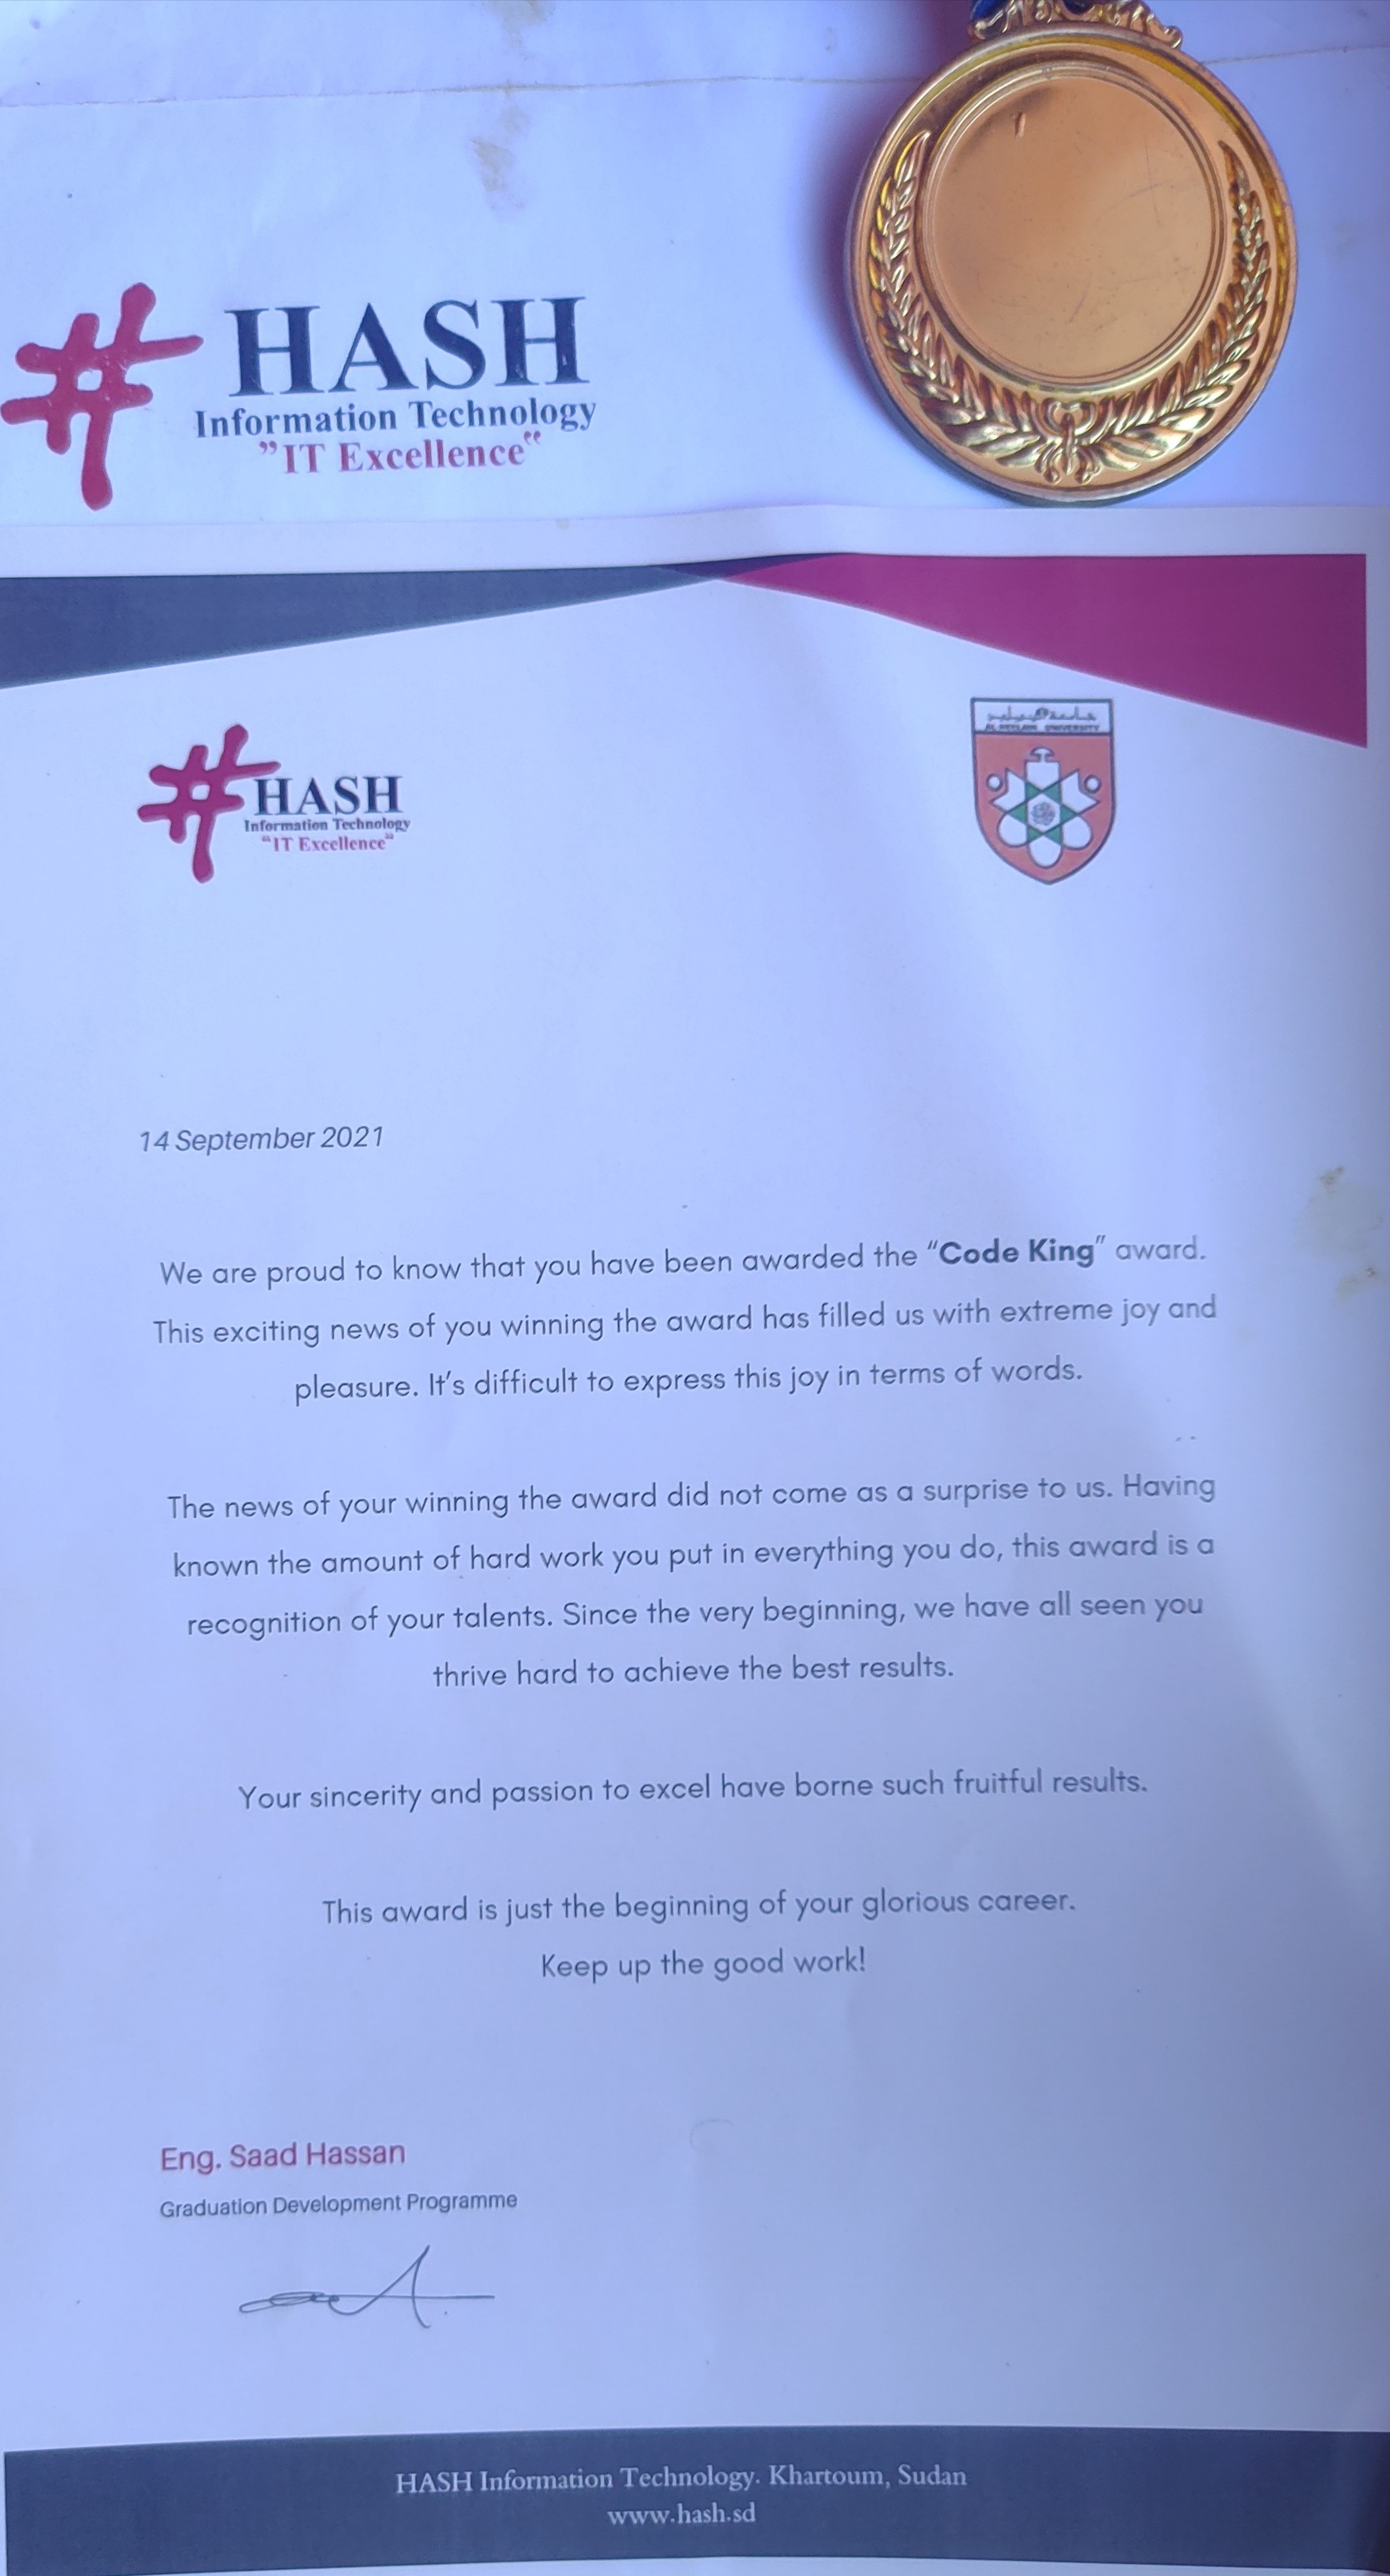 HASH
Information Technology
”IT Excellence“
HASH
Information Technology
“IT Excellence”
جامعة النيلين
AL NEELAIN UNIVERSITY
14 September 2021
We are proud to know that you have been awarded the “Code King” award.
This exciting news of you winning the award has filled us with extreme joy and
pleasure. It’s difficult to express this joy in terms of words.
The news of your winning the award did not come as a surprise to us. Having
known the amount of hard work you put in everything you do, this award is a
recognition of your talents. Since the very beginning, we have all seen you
thrive hard to achieve the best results.
Your sincerity and passion to excel have borne such fruitful results.
This award is just the beginning of your glorious career.
Keep up the good work!
Eng. Saad Hassan
Graduation Development Programme
HASH Information Technology. Khartoum, Sudan
www.hash.sd